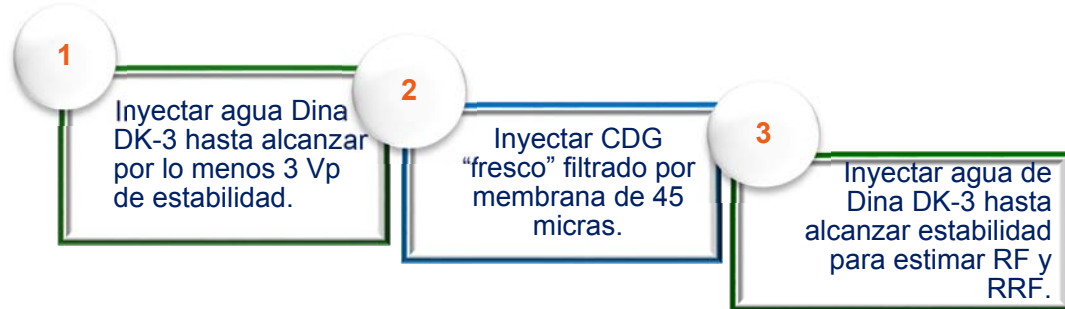 1
Inyectar agua Dina
DK-3 hasta alcanzar
por lo menos 3 Vp
de estabilidad.
2
Inyectar CDG
“fresco” filtrado por
membrana de 45
micras.
3
Inyectar agua de
Dina DK-3 hasta
alcanzar estabilidad
para estimar RF y
RRF.